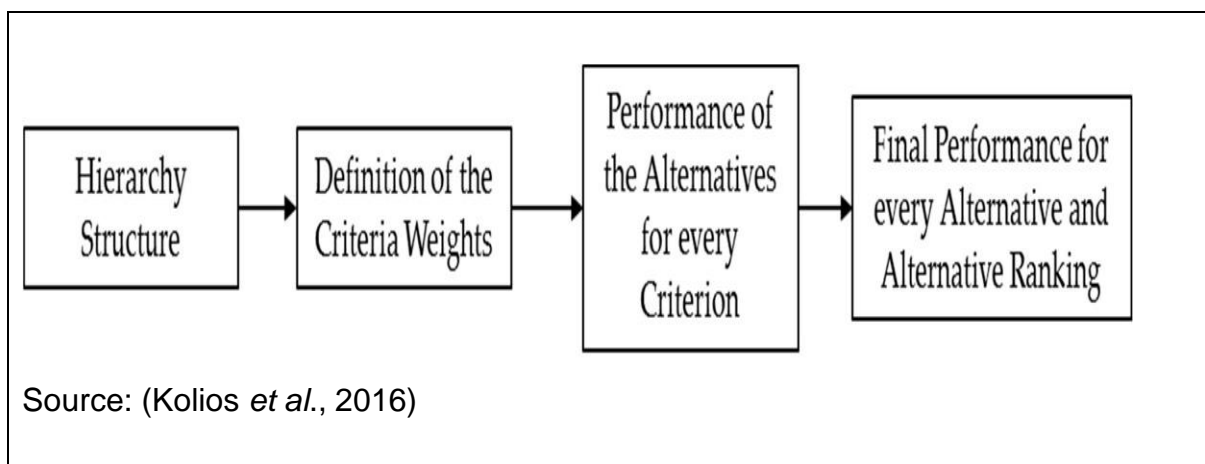 Hierarchy
Structure
Definition of the
Criteria Weights
Performance of
the Alternatives
for every
Criterion
Final Performance for
every Alternative and
Alternative Ranking
Source: (Kolios et al., 2016)